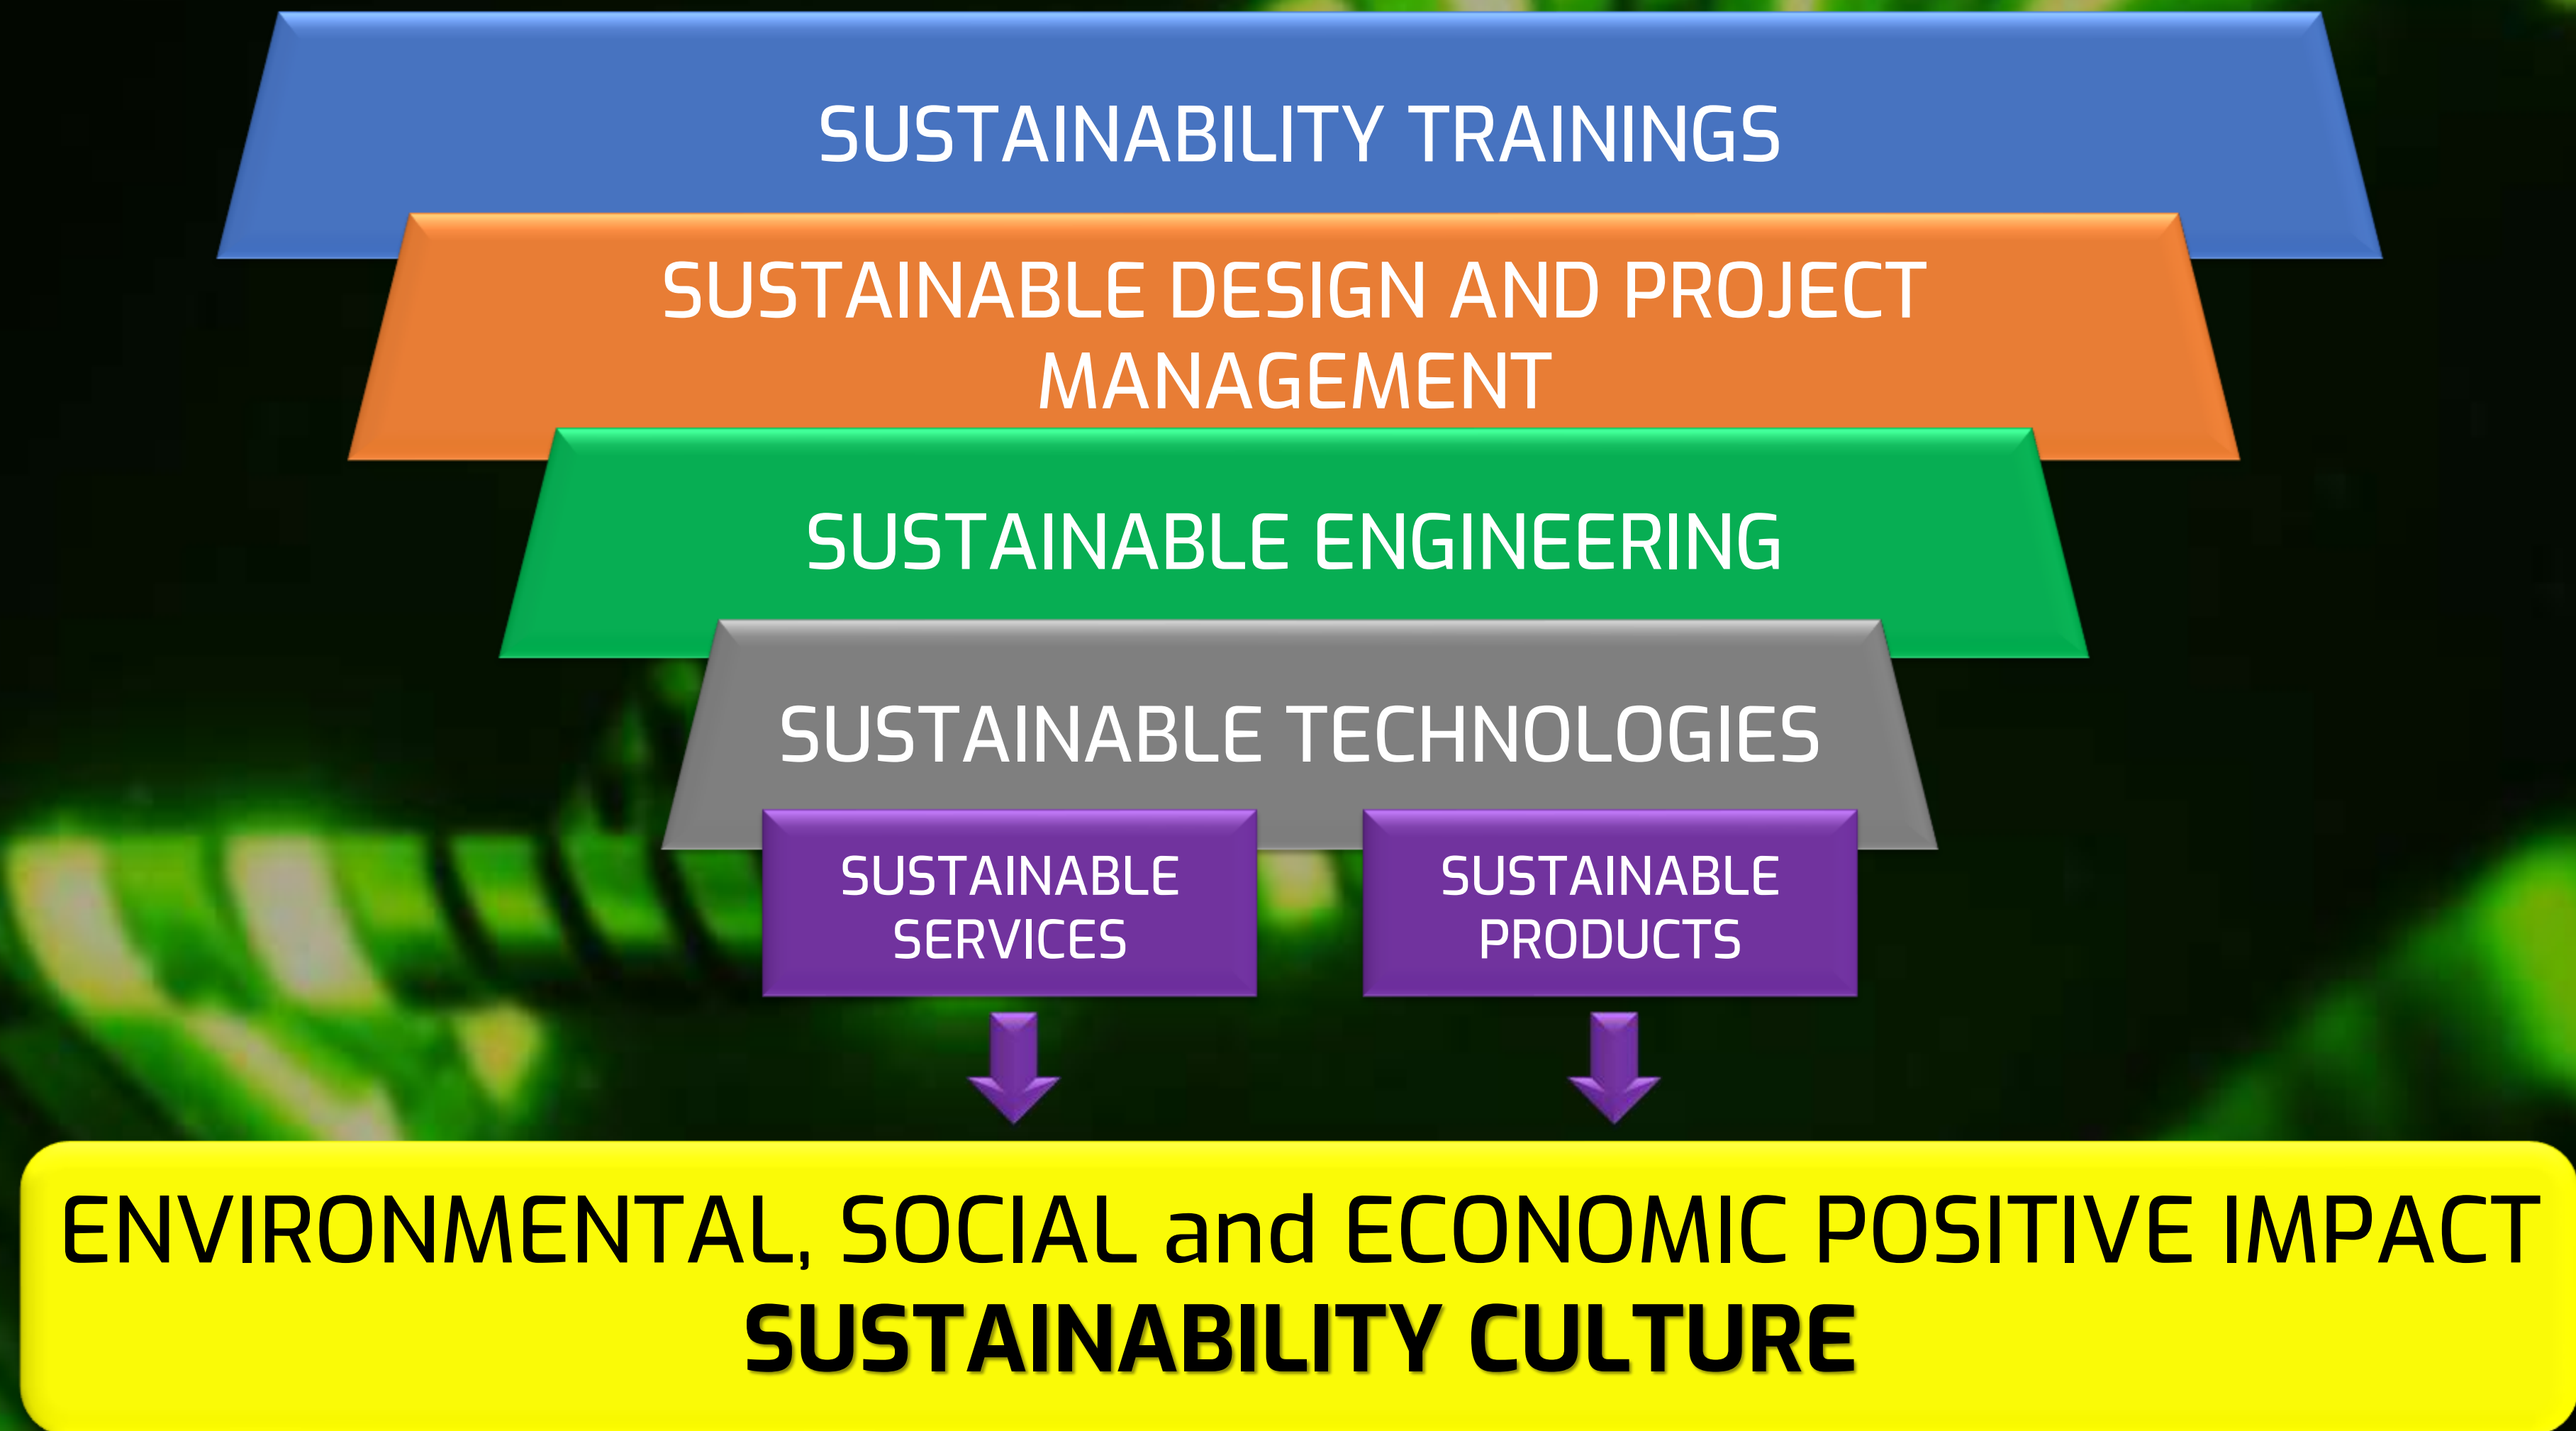 SUSTAINABILITY TRAININGS
SUSTAINABLE DESIGN AND PROJECT
MANAGEMENT
SUSTAINABLE ENGINEERING
SUSTAINABLE TECHNOLOGIES
SUSTAINABLE
SERVICES
SUSTAINABLE
PRODUCTS
ENVIRONMENTAL, SOCIAL and ECONOMIC POSITIVE IMPACT
SUSTAINABILITY CULTURE